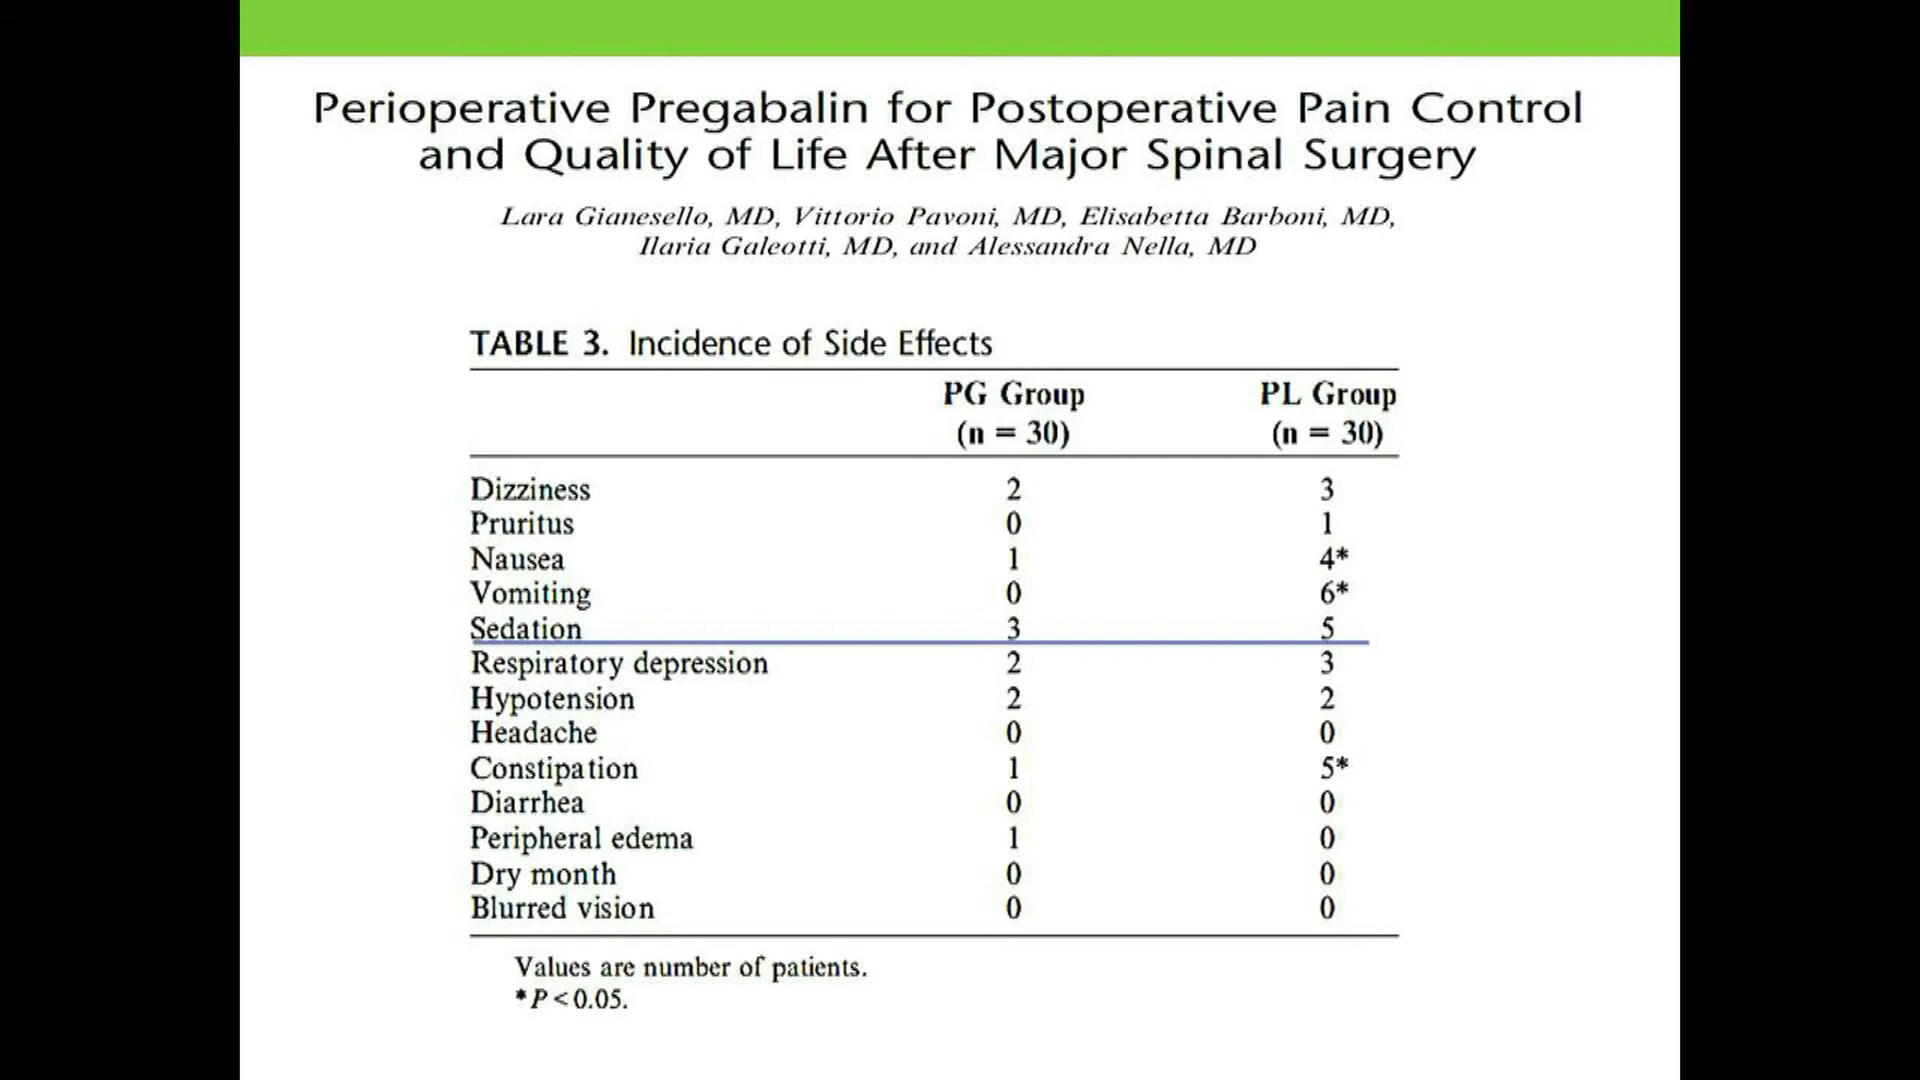 Perioperative Pregabalin for Postoperative Pain Control
and Quality of Life After Major Spinal Surgery
Lara Gianesello, MD, Vittorio Pavoni, MD, Elisabetta Barboni, MD,
Ilaria Galeotti, MD, and Alessandra Nella, MD
TABLE 3. Incidence of Side Effects
PG Group PL Group
(n = 30) (n = 30)
Dizziness 2 3
Pruritus 0 1
Nausea 1 4*
Vomiting 0 6*
Sedation 3 5
Respiratory depression 2 3
Hypotension 2 2
Headache 0 0
Constipation 1 5*
Diarrhea 0 0
Peripheral edema 1 0
Dry month 0 0
Blurred vision 0 0
Values are number of patients.
*P<0.05.